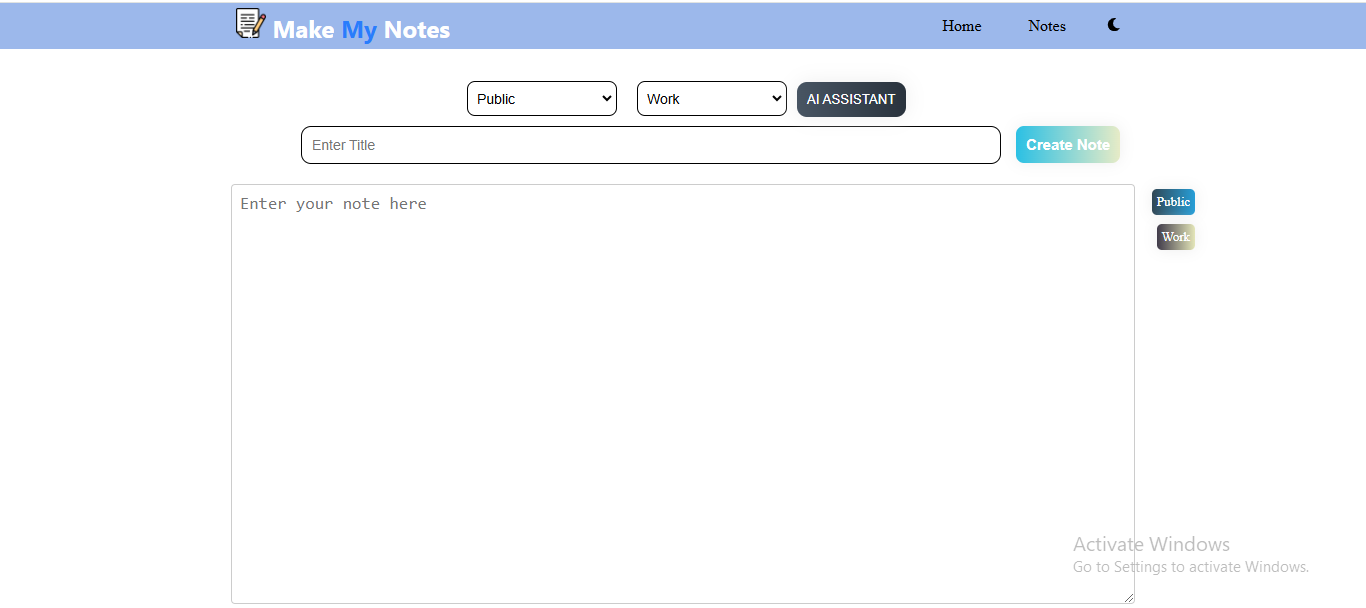 Make My Notes
Home Notes
Public Work AI ASSISTANT
Enter Title Create Note
Enter your note here
Public
Work
Activate Windows
Go to Settings to activate Windows.